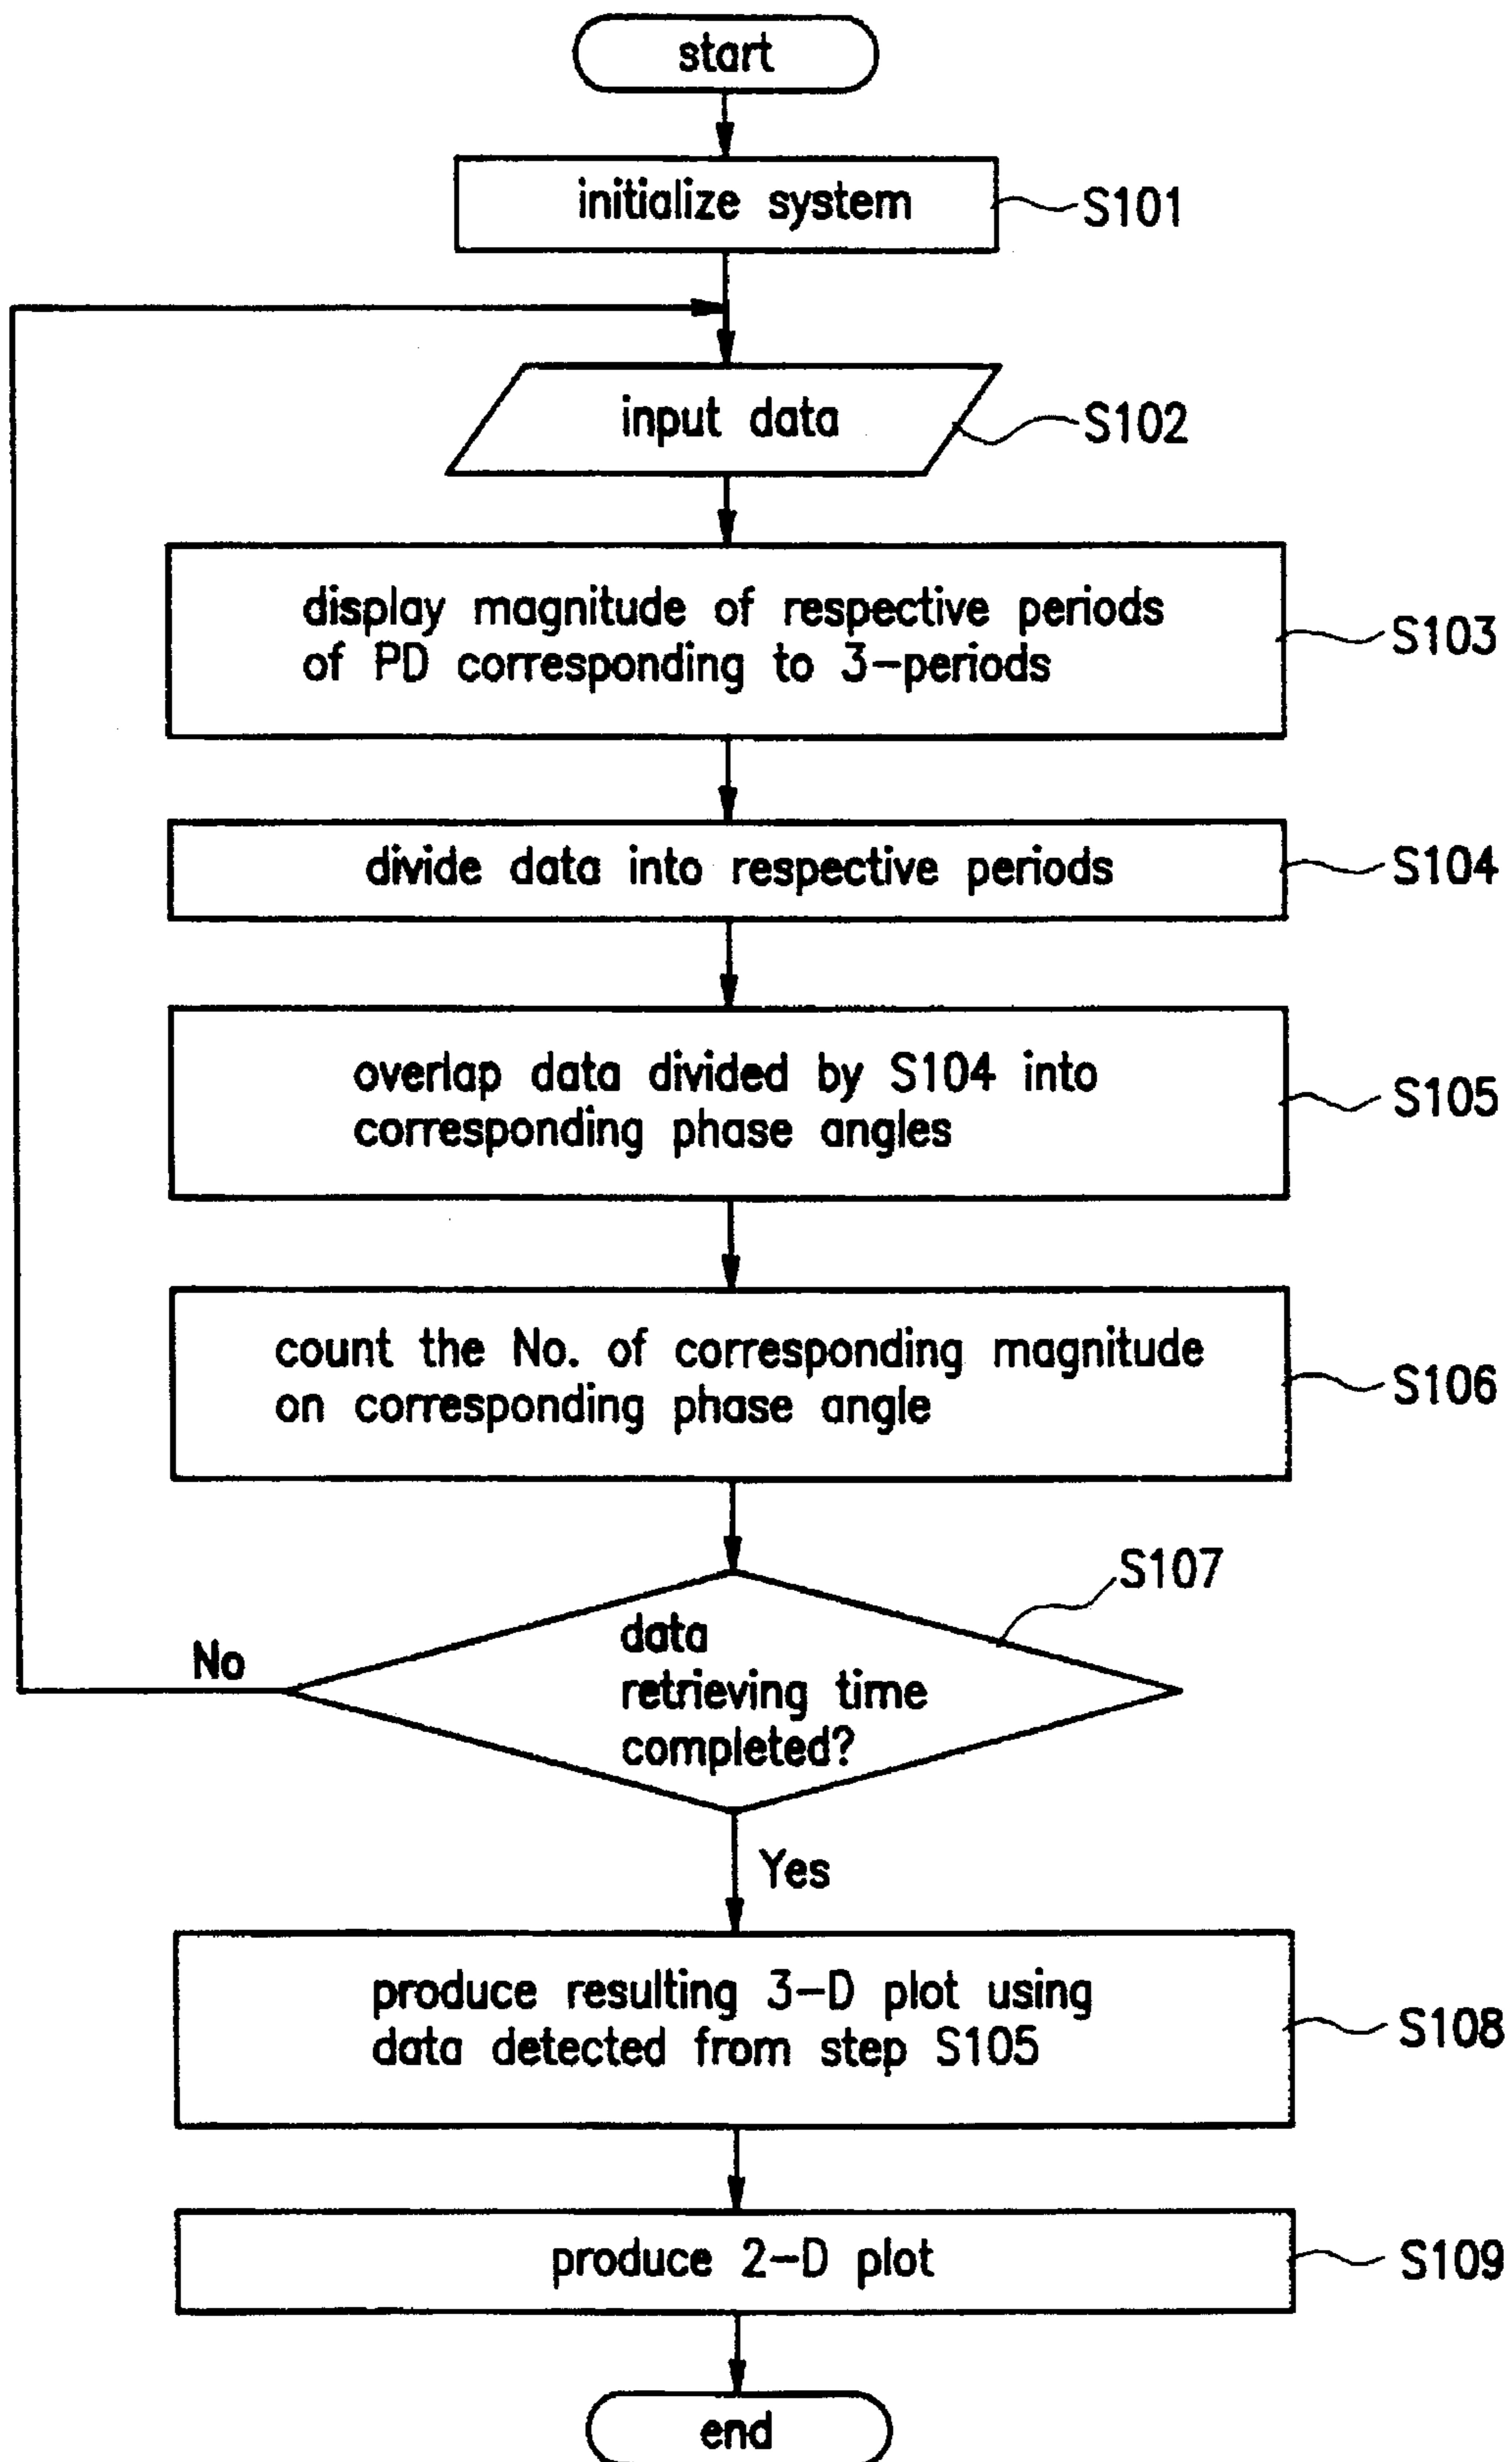 start
initialize system
S101
input data
S102
display magnitude of respective periods
of PD corresponding to 3-periods
S103
divide data into respective periods
S104
overlap data divided by S104 into
corresponding phase angles
S105
count the No. of corresponding magnitude
on corresponding phase angle
S106
S107
data
retrieving time
completed?
No
Yes
produce resulting 3-D plot using
data detected from step S105
S108
produce 2-D plot
S109
end